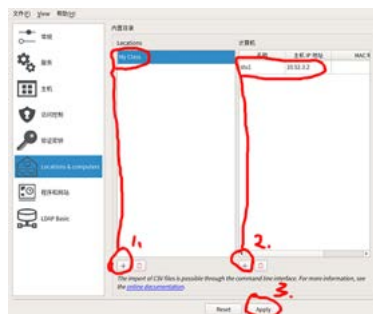 文件(F) View 帮助(H)
常规
服务
主机
访问控制
验证密钥
Locations & computers
程序和网站
LDAP Basic
内置目录
Locations
My Class
计算机
名称 主机 IP 地址 MAC
stu1 10.52.3.2
1.
2.
The import of CSV files is possible through the command line interface. For more information, see
the online documentation.
3.
Reset Apply